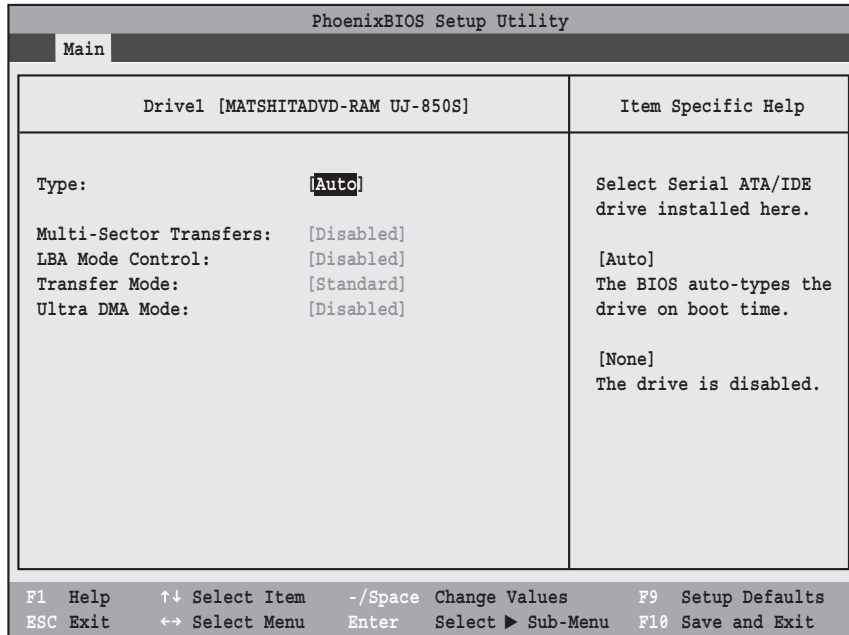 PhoenixBIOS Setup Utility
Main
Drive1 [MATSHITADVD-RAM UJ-850S]
Item Specific Help
Type: [Auto]
Multi-Sector Transfers: [Disabled]
LBA Mode Control: [Disabled]
Transfer Mode: [Standard]
Ultra DMA Mode: [Disabled]
Select Serial ATA/IDE
drive installed here.
[Auto]
The BIOS auto-types the
drive on boot time.
[None]
The drive is disabled.
F1 Help ↑↓ Select Item -/Space Change Values F9 Setup Defaults
ESC Exit ←→ Select Menu Enter Select ▶ Sub-Menu F10 Save and Exit